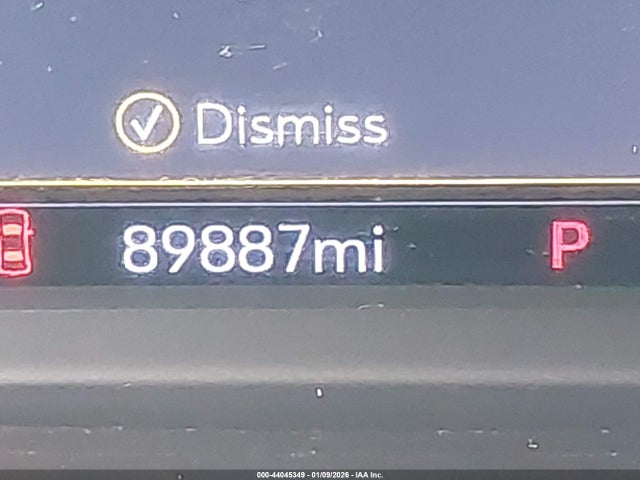 Dismiss
89887mi P
000-44045349 - 01/09/2026 - IAA Inc.